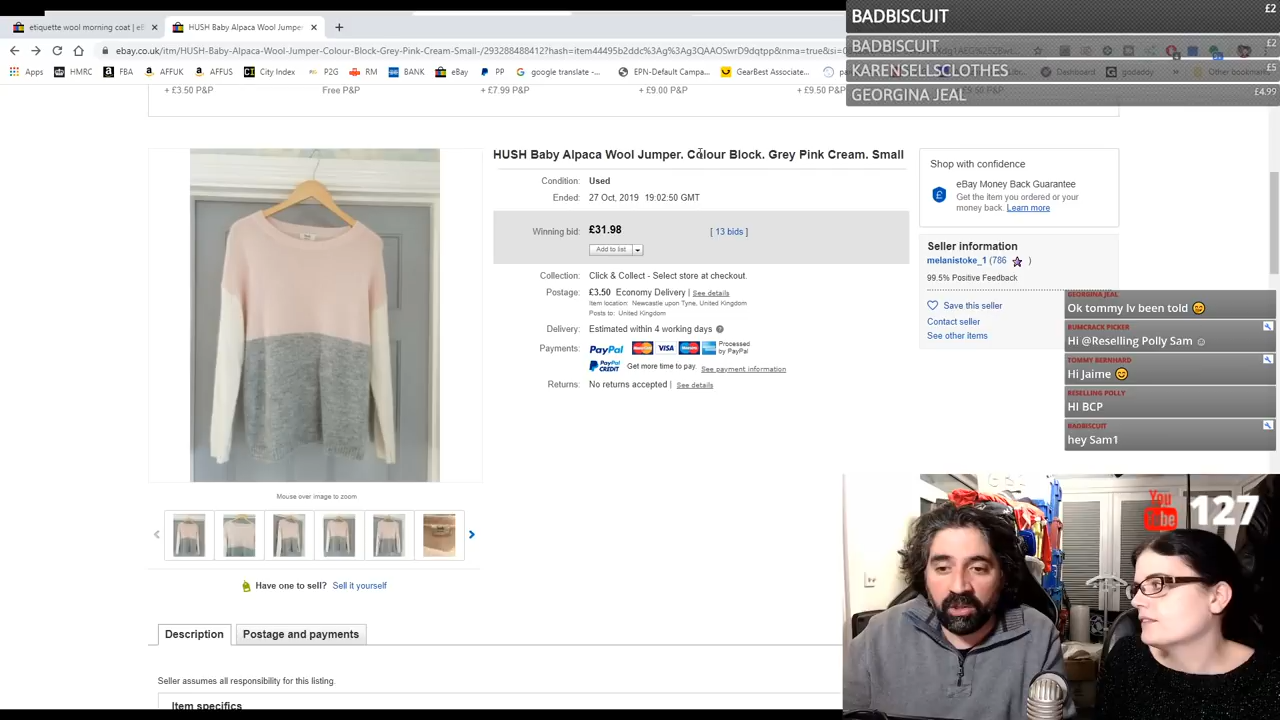 etiquette wool morning coat | eB
HUSH Baby Alpaca Wool Jumper
ebay.co.uk/itm/HUSH-Baby-Alpaca-Wool-Jumper-Colour-Block-Grey-Pink-Cream-Small-/293288488412?hash=item44495b2ddc%3Ag%3AQAAOSwrD9dqtpp&nma=true&si=
Apps HMRC FBA AFFUK AFFUS City Index P2G RM BANK eBay PP google translate -... EPN-Default Campa... GearBest Associate...
Dashboard godaddy Other bookmarks
+ £3.50 P&P Free P&P + £7.99 P&P + £9.00 P&P + £9.50 P&P
BADBISCUIT £2
BADBISCUIT £2
KARENSELLSCLOTHES £5
GEORGINA JEAL £4.99
HUSH Baby Alpaca Wool Jumper. Colour Block. Grey Pink Cream. Small
Condition: Used
Ended: 27 Oct, 2019 19:02:50 GMT
Winning bid: £31.98 [ 13 bids ]
Add to list
Collection: Click & Collect - Select store at checkout.
Postage: £3.50 Economy Delivery | See details
Item location: Newcastle upon Tyne, United Kingdom
Posts to: United Kingdom
Delivery: Estimated within 4 working days
Payments: PayPal VISA Processed by PayPal
PayPal CREDIT Get more time to pay. See payment information
Returns: No returns accepted | See details
Shop with confidence
eBay Money Back Guarantee
Get the item you ordered or your
money back. Learn more
Seller information
melanistoke_1 (786 )
99.5% Positive Feedback
Save this seller
Contact seller
See other items
GEORGINA JEAL
Ok tommy Iv been told
BUMCRACK PICKER
Hi @Reselling Polly Sam
TOMMY BERNHARD
Hi Jaime
RESELLING POLLY
HI BCP
BADBISCUIT
hey Sam1
Mouse over image to zoom
Have one to sell? Sell it yourself
Description
Postage and payments
Seller assumes all responsibility for this listing.
Item specifics
You Tube 127